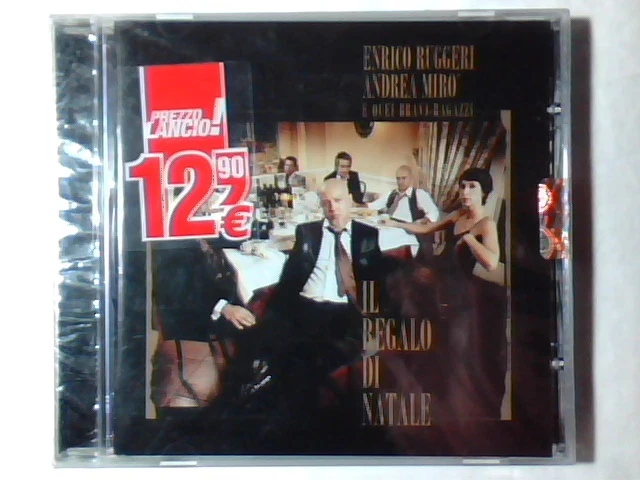 ENRICO RUGGERI
ANDREA MIRO'
E QUEI BRAVI RAGAZZI
PREZZO
LANCIO!
12,90
€
IL
REGALO
DI
NATALE